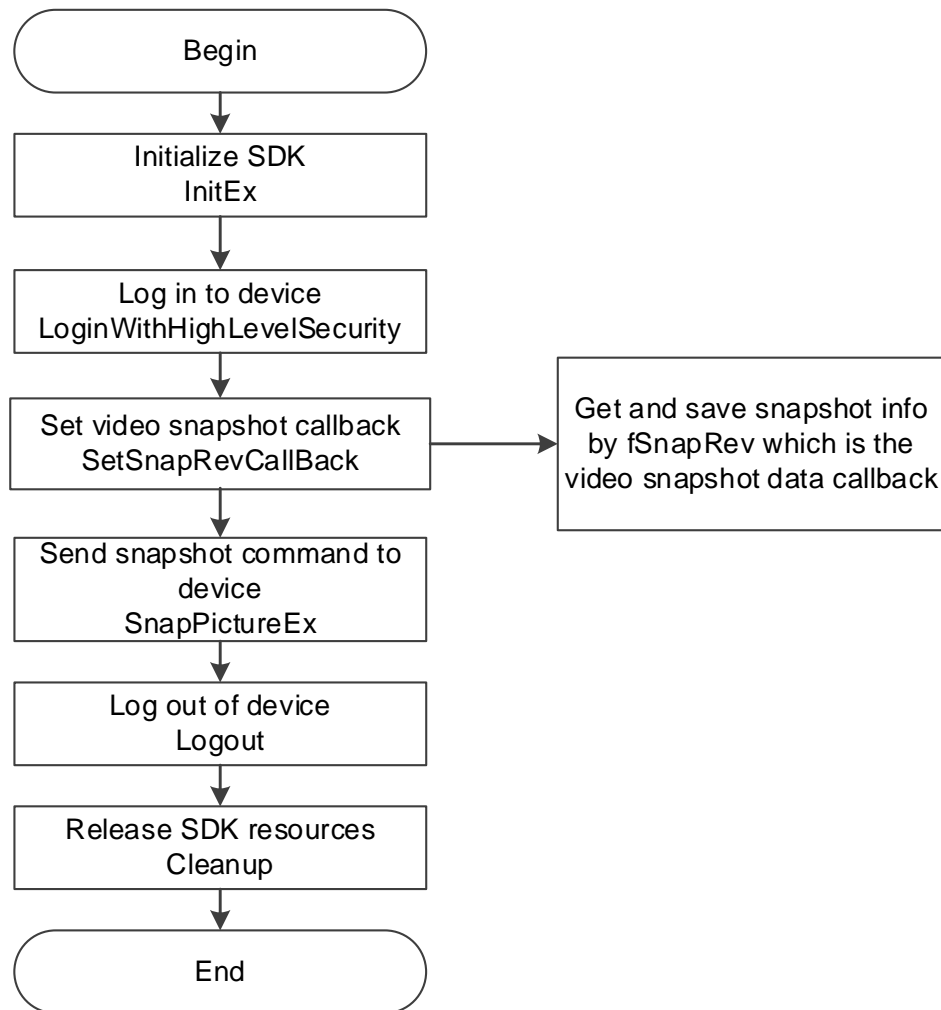 Begin
Initialize SDK
InitEx
Log in to device
LoginWithHighLevelSecurity
Set video snapshot callback
SetSnapRevCallBack
Get and save snapshot info
by fSnapRev which is the
video snapshot data callback
Send snapshot command to
device
SnapPictureEx
Log out of device
Logout
Release SDK resources
Cleanup
End